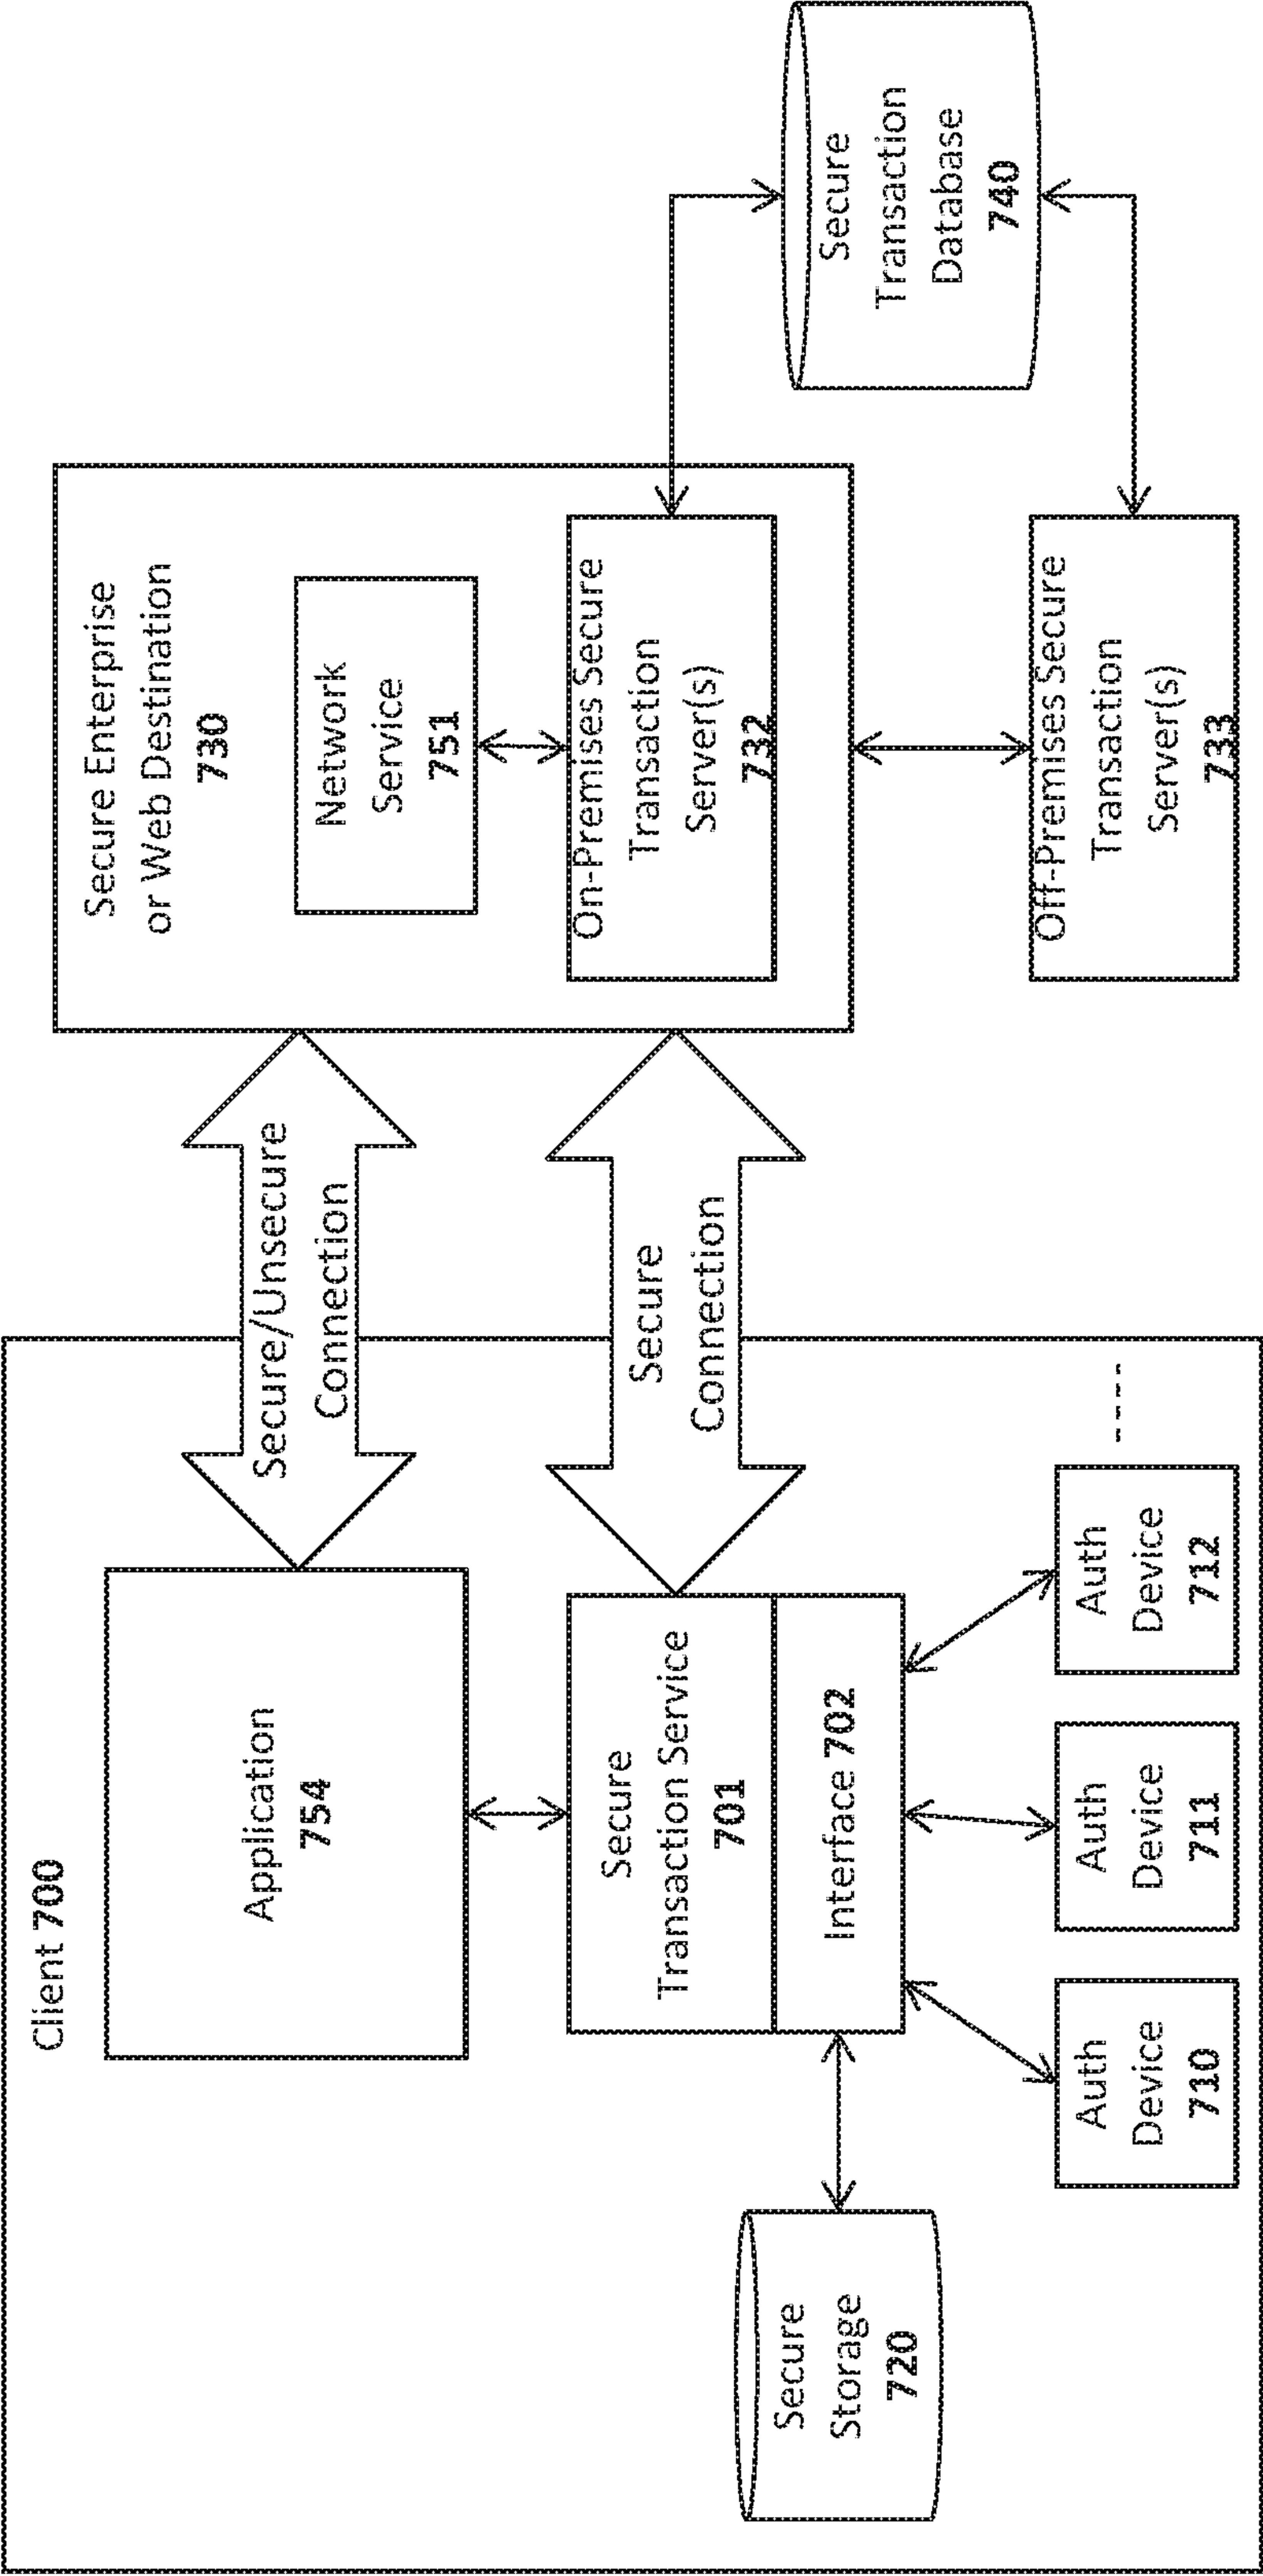 Client 700
Application
754
Secure
Transaction Service
701
Interface 702
Secure
Storage
720
Auth
Device
710
Auth
Device
711
Auth
Device
712
Secure/Unsecure
Connection
Secure
Connection
Secure Enterprise
or Web Destination
730
Network
Service
751
On-Premises Secure
Transaction
Server(s)
732
Off-Premises Secure
Transaction
Server(s)
733
Secure
Transaction
Database
740